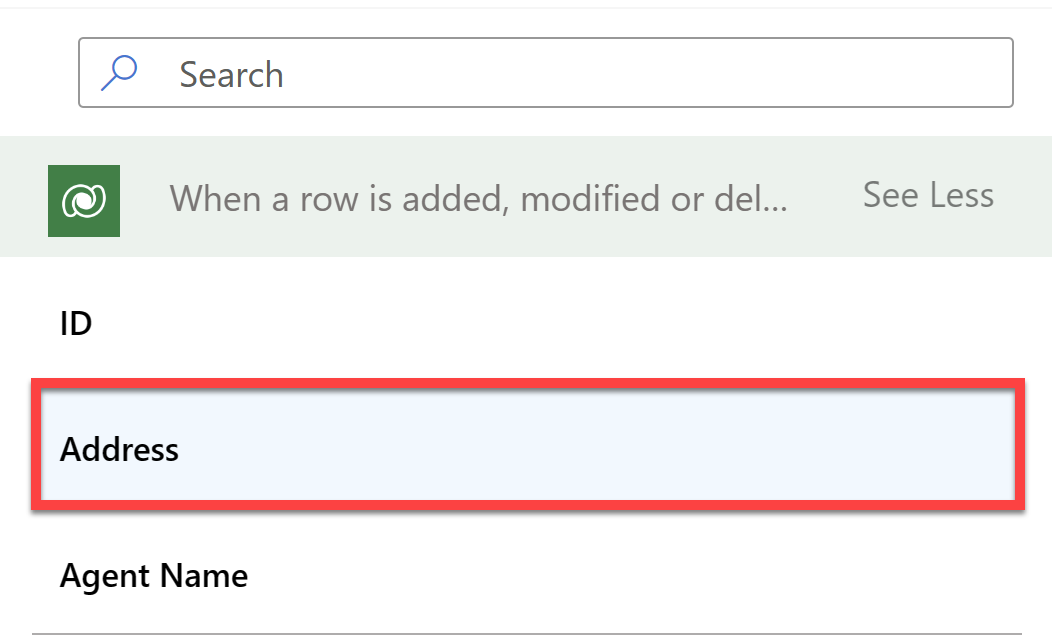 Search
When a row is added, modified or del... See Less
ID
Address
Agent Name